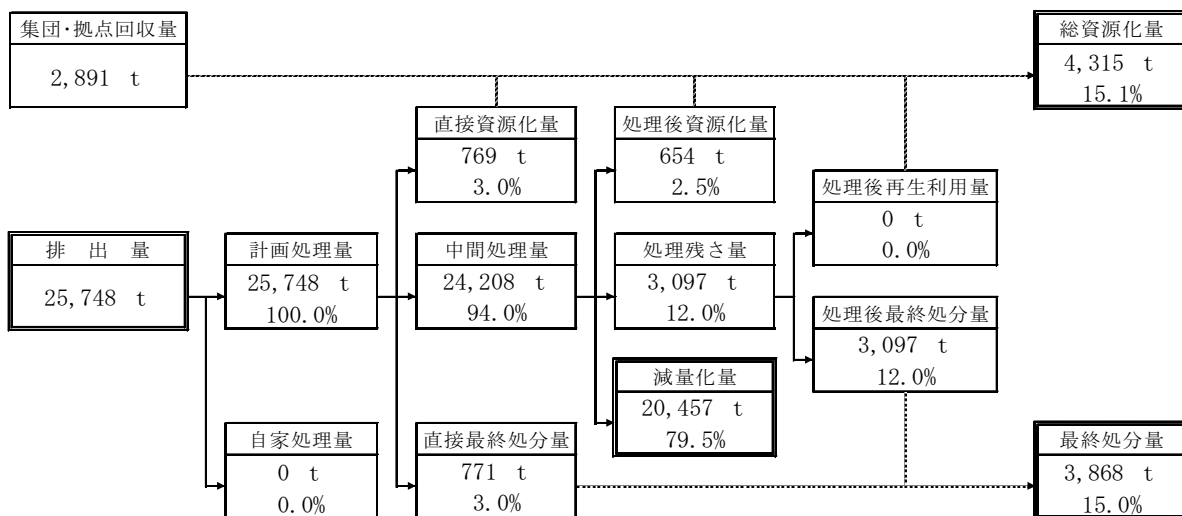 集団・拠点回収量
2,891 t
総資源化量
4,315 t
15.1%
直接資源化量
769 t
3.0%
処理後資源化量
654 t
2.5%
処理後再生利用量
0 t
0.0%
排出量
25,748 t
計画処理量
25,748 t
100.0%
中間処理量
24,208 t
94.0%
処理残さ量
3,097 t
12.0%
処理後最終処分量
3,097 t
12.0%
減量化量
20,457 t
79.5%
自家処理量
0 t
0.0%
直接最終処分量
771 t
3.0%
最終処分量
3,868 t
15.0%